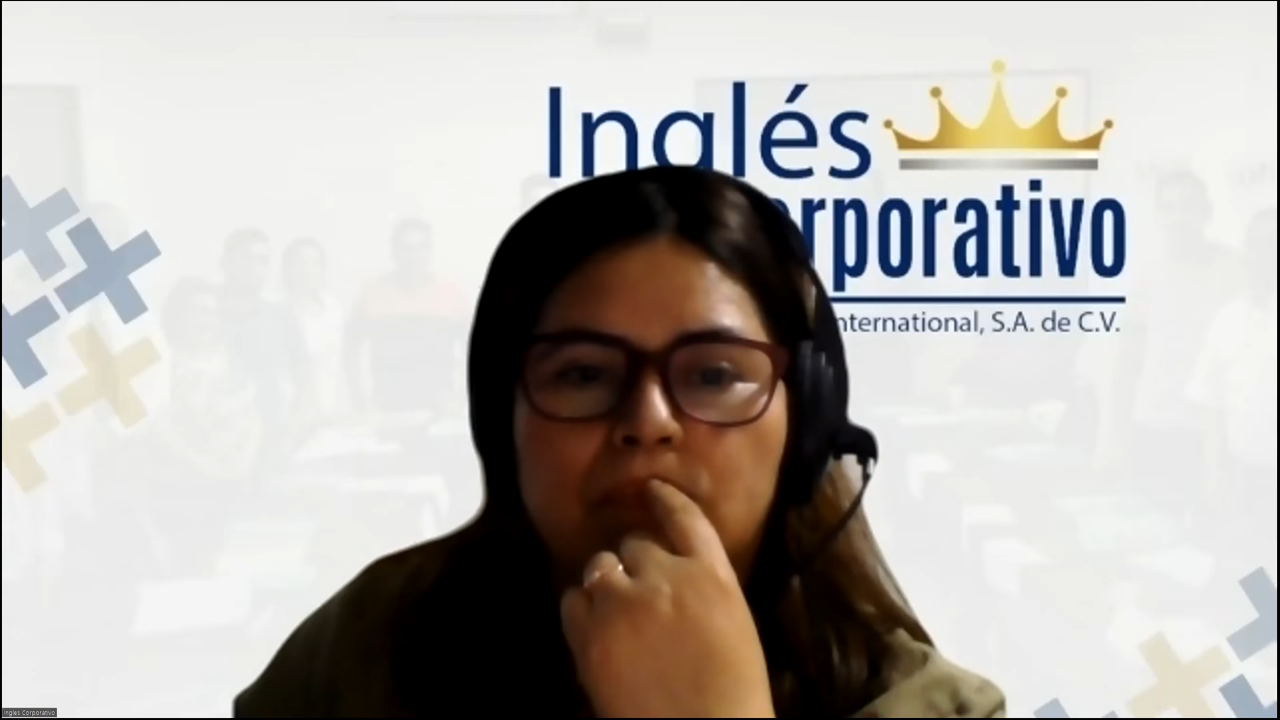 Inglés
rporativo
nternational, S.A. de C.V.
Ingles Corporativo